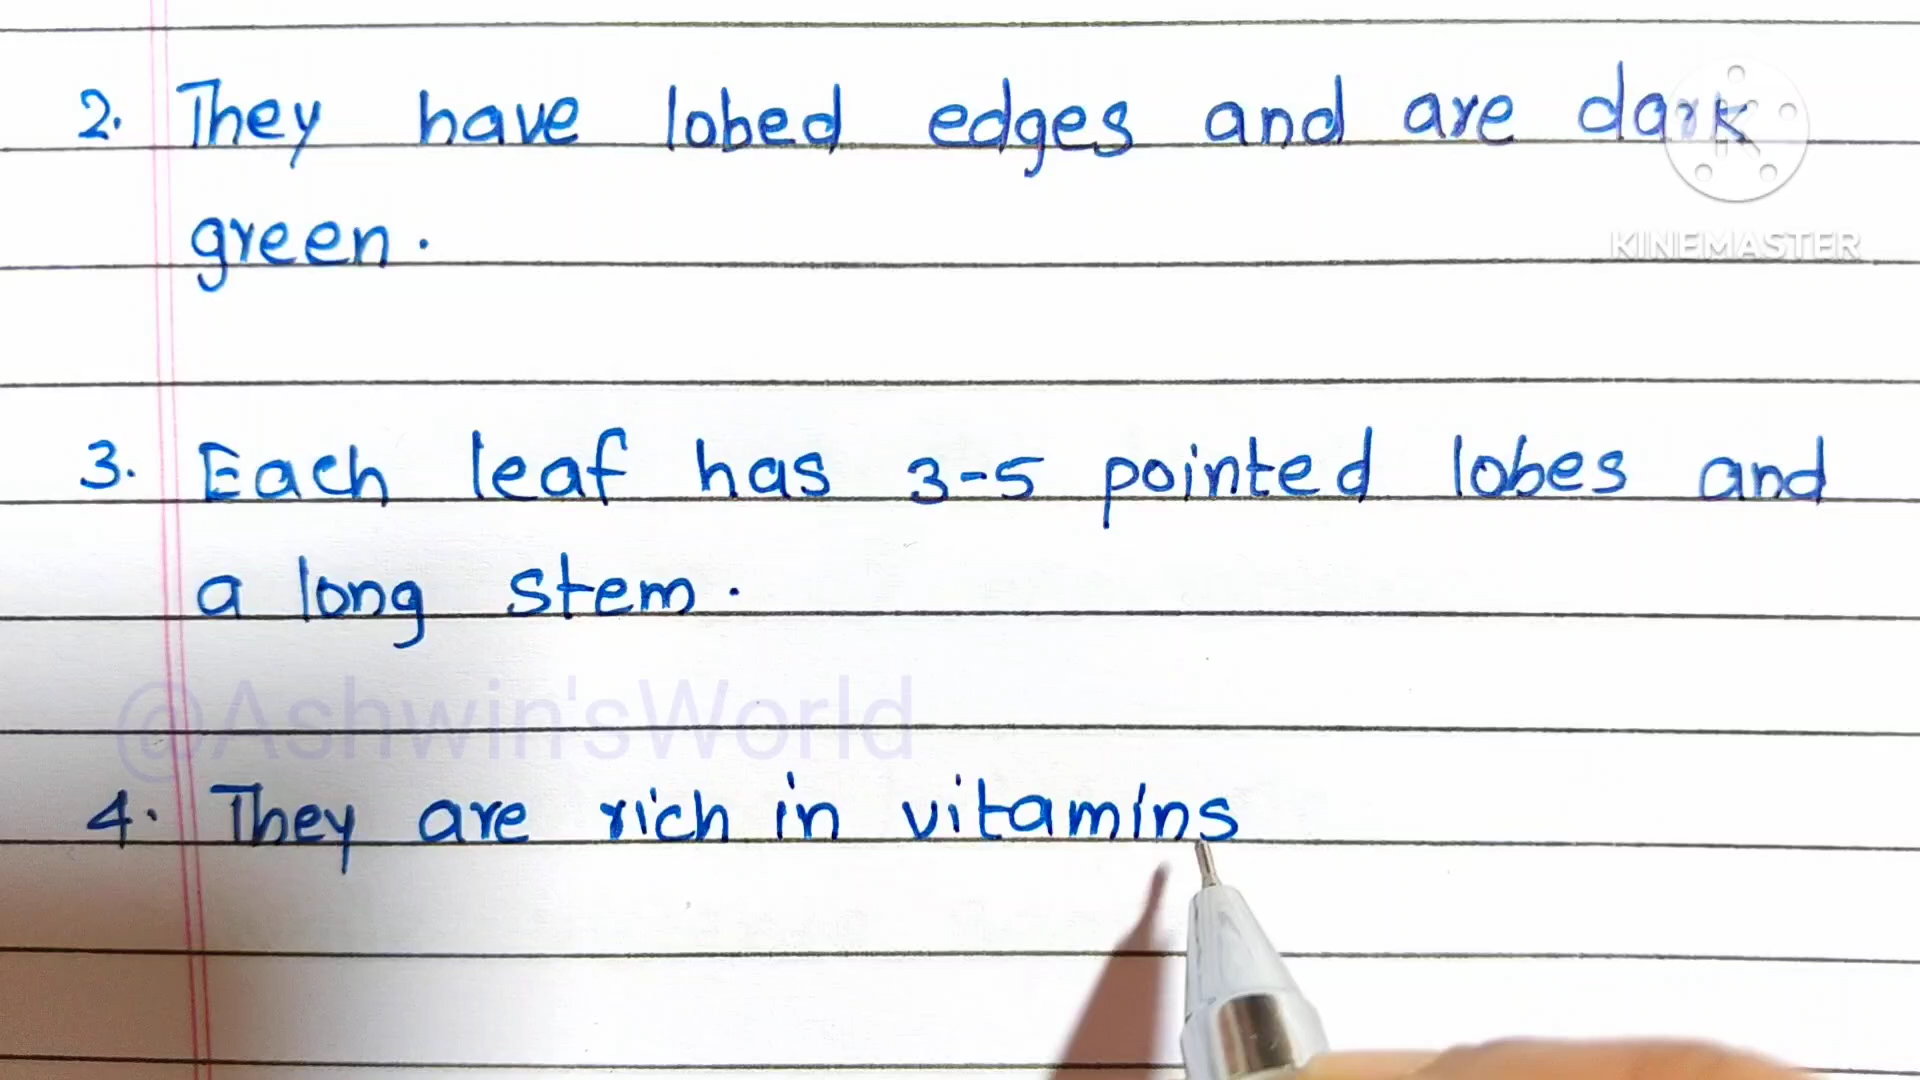 2. They have lobed edges and are dark
green.
KINEMASTER
3. Each leaf has 3-5 pointed lobes and
a long stem.
@Ashwin'sWorld
4. They are rich in vitamins